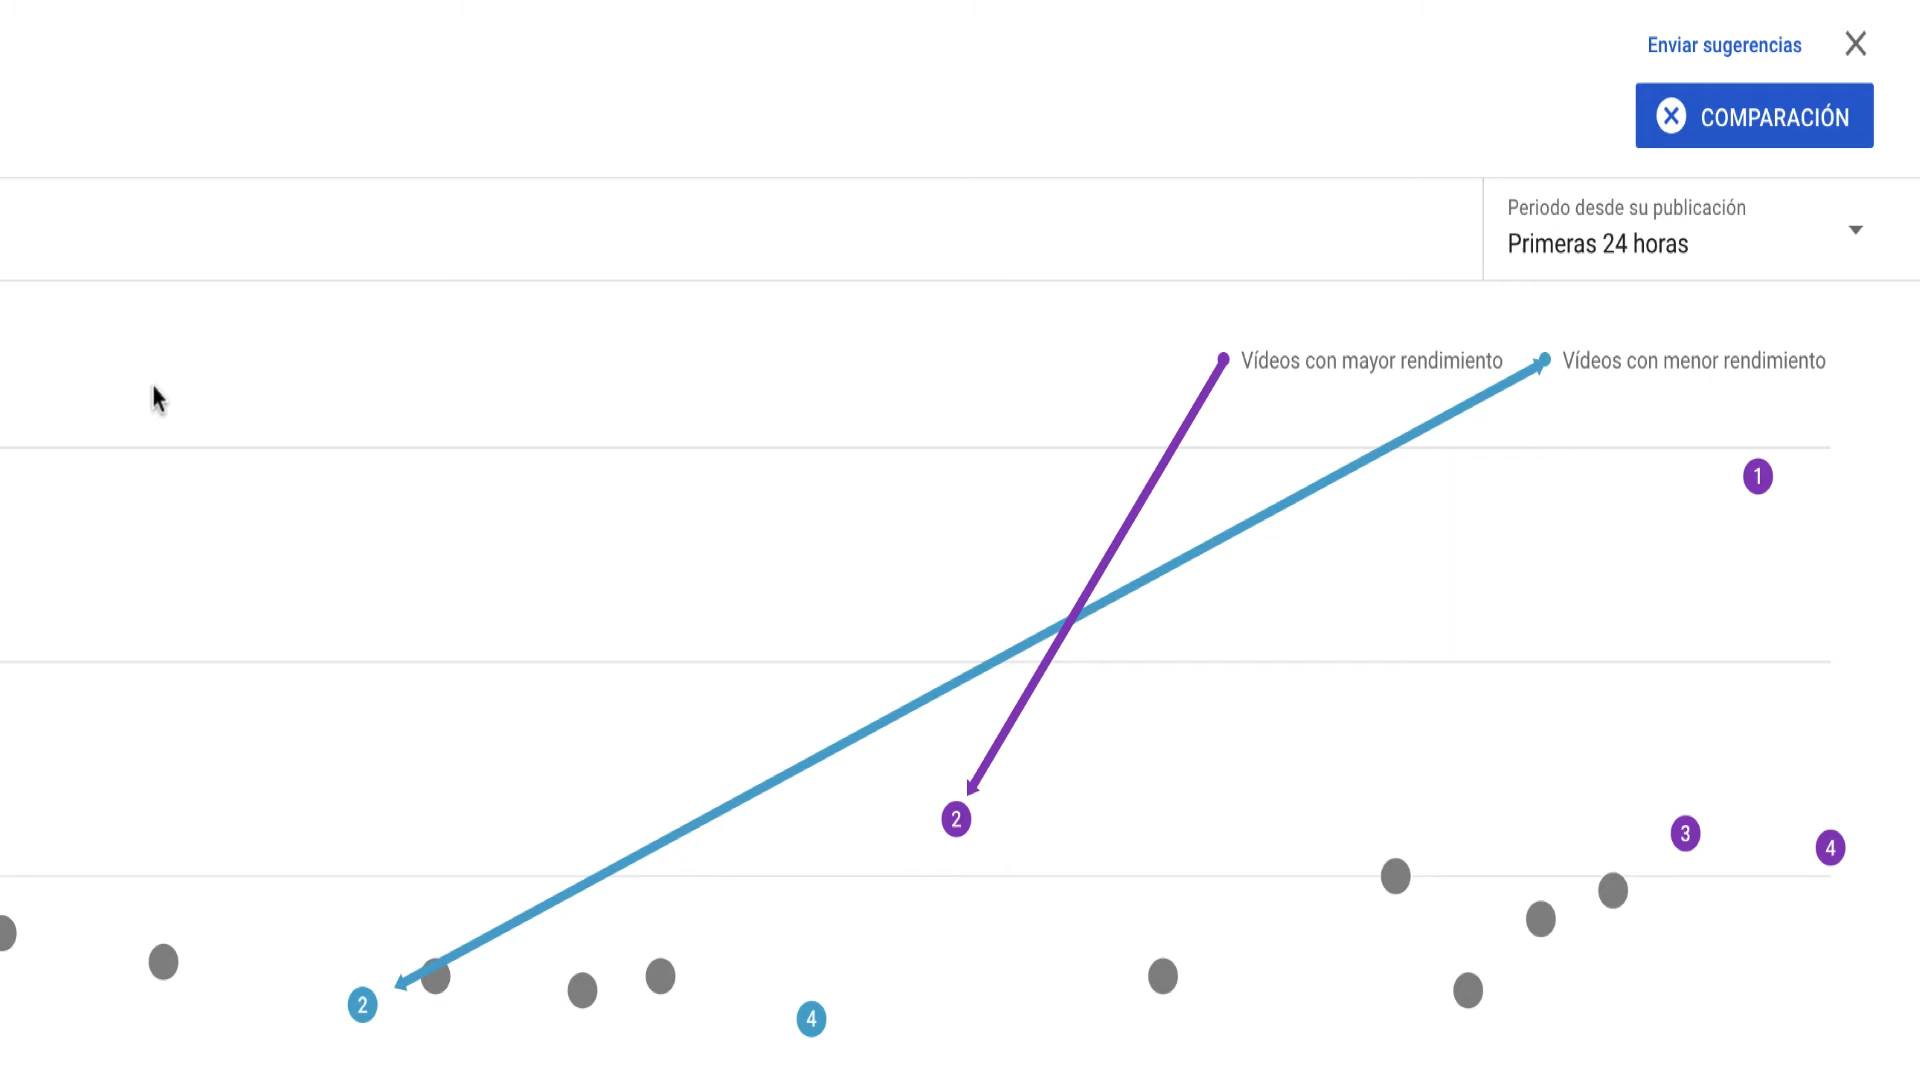 Enviar sugerencias
COMPARACIÓN
Periodo desde su publicación
Primeras 24 horas
Vídeos con mayor rendimiento
Vídeos con menor rendimiento
1
2
3
4
2
4